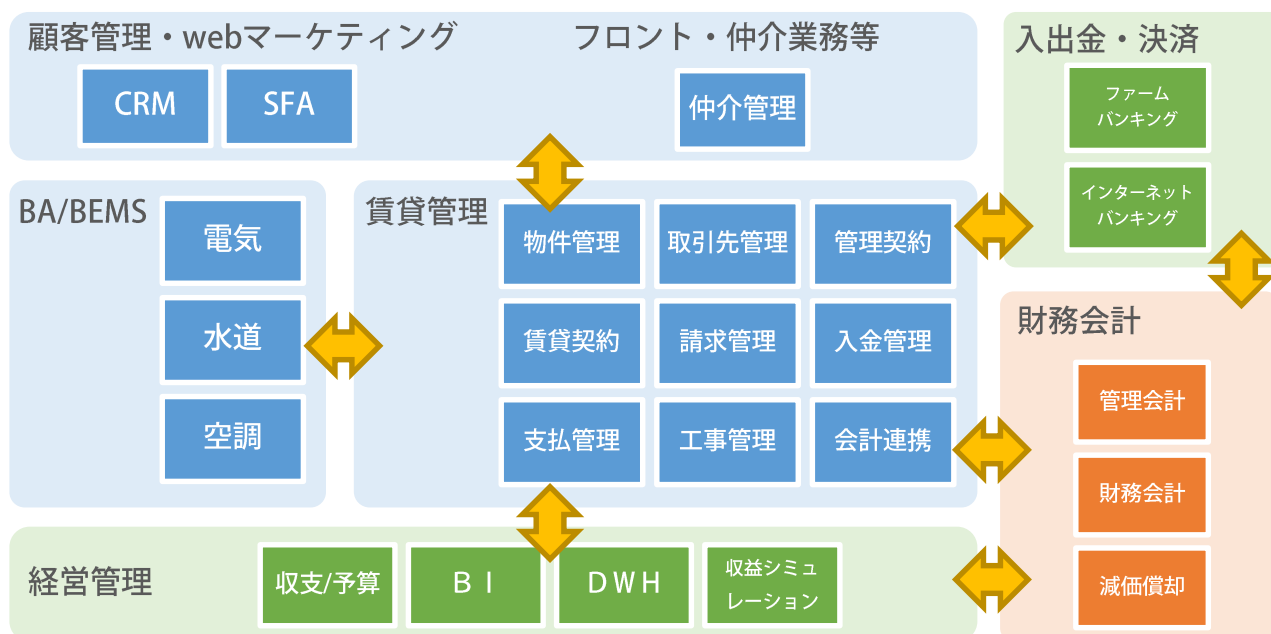 顧客管理・webマーケティング
CRM
SFA
フロント・仲介業務等
仲介管理
入出金・決済
ファーム
バンキング
インターネット
バンキング
BA/BEMS
電気
水道
空調
賃貸管理
物件管理
取引先管理
管理契約
賃貸契約
請求管理
入金管理
支払管理
工事管理
会計連携
財務会計
管理会計
財務会計
減価償却
経営管理
収支/予算
ＢＩ
ＤＷＨ
収益シミュ
レーション